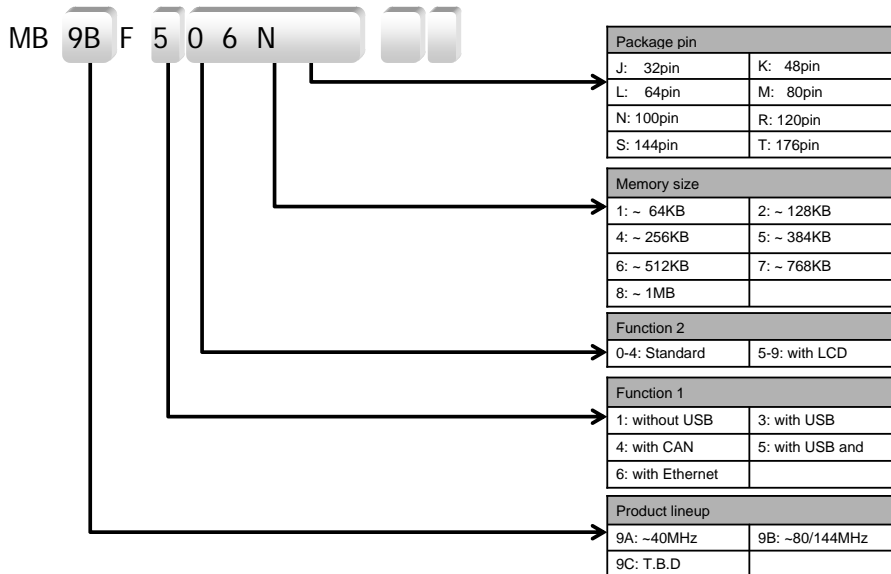 MB 9B F 5 0 6 N
Package pin
J: 32pin K: 48pin
L: 64pin M: 80pin
N: 100pin R: 120pin
S: 144pin T: 176pin
Memory size
1: ~ 64KB 2: ~ 128KB
4: ~ 256KB 5: ~ 384KB
6: ~ 512KB 7: ~ 768KB
8: ~ 1MB
Function 2
0-4: Standard 5-9: with LCD
Function 1
1: without USB 3: with USB
4: with CAN 5: with USB and
6: with Ethernet
Product lineup
9A: ~40MHz 9B: ~80/144MHz
9C: T.B.D